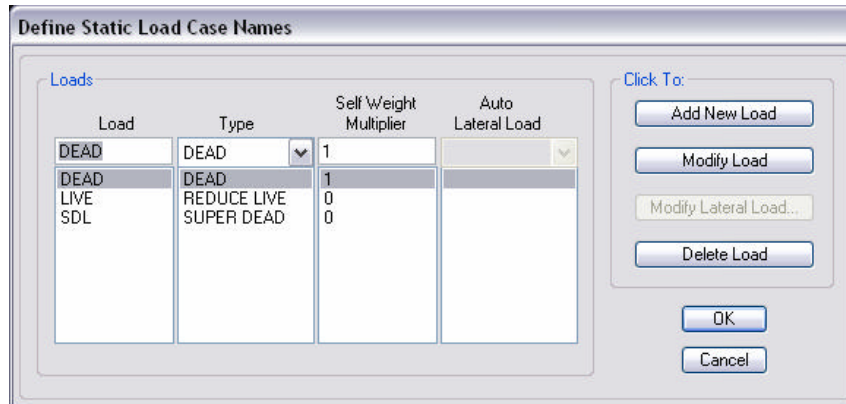 Define Static Load Case Names
Loads
Load Type Self Weight Multiplier Auto Lateral Load
DEAD DEAD 1
DEAD DEAD 1
LIVE REDUCE LIVE 0
SDL SUPER DEAD 0
Click To:
Add New Load
Modify Load
Modify Lateral Load...
Delete Load
OK
Cancel